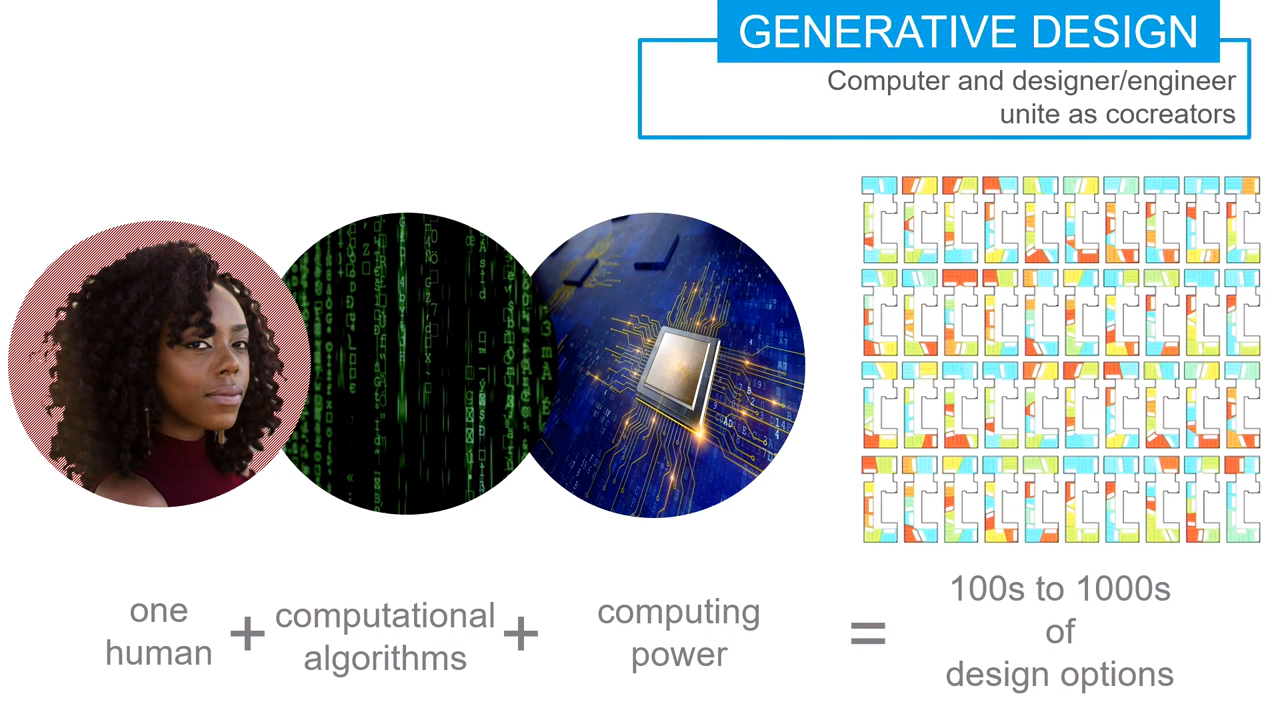 GENERATIVE DESIGN
Computer and designer/engineer
unite as cocreators
one
human
+
computational
algorithms
+
computing
power
=
100s to 1000s
of
design options